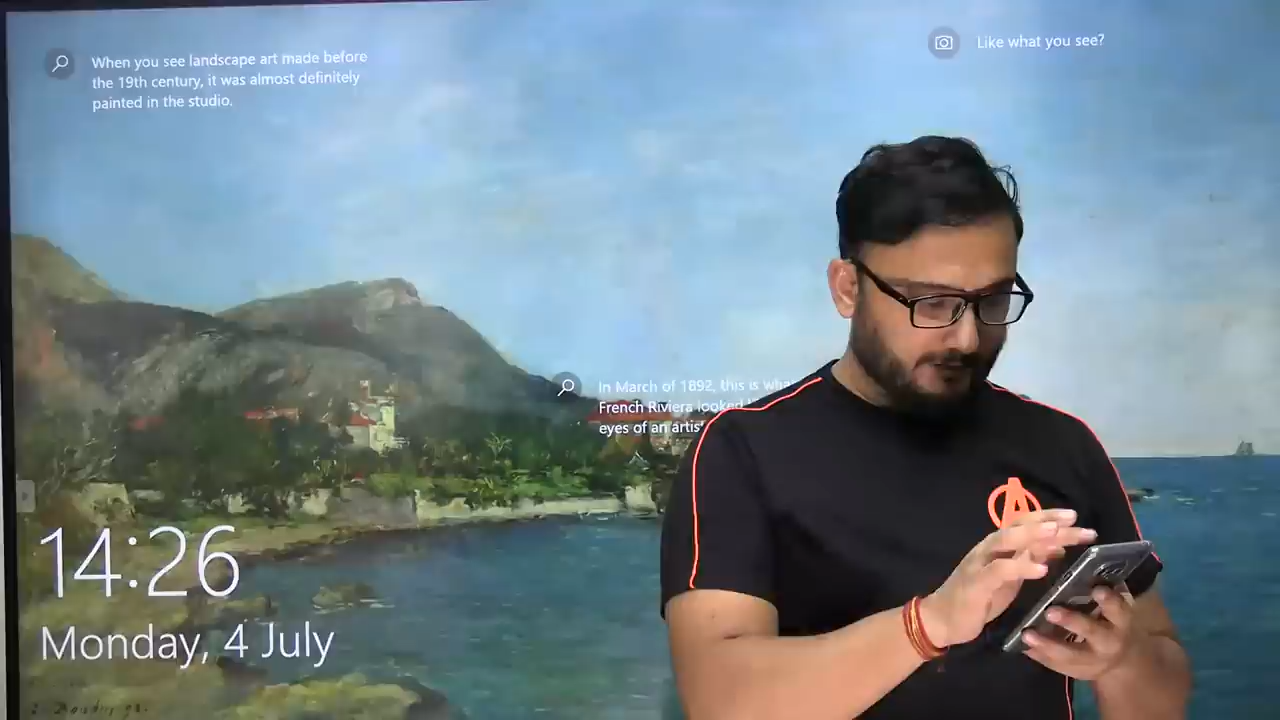 When you see landscape art made before
the 19th century, it was almost definitely
painted in the studio.
Like what you see?
In March of 1892, this is
French Riviera looked
eyes of an
14:26
Monday, 4 July